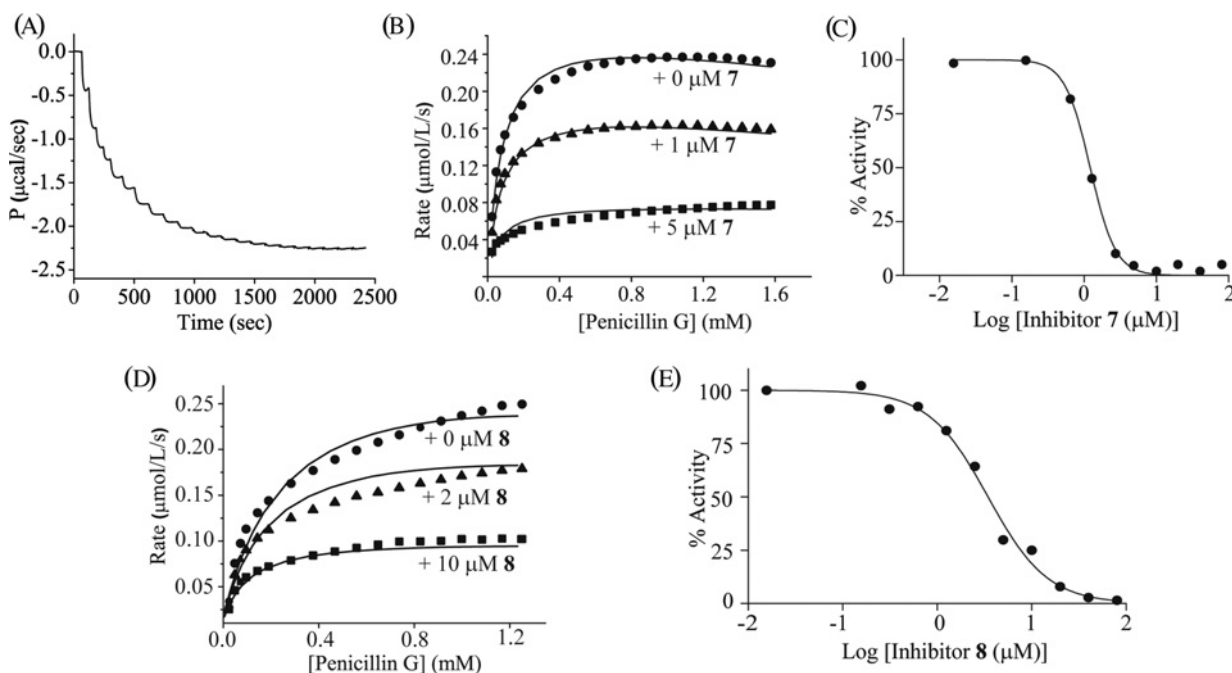 (A)
P (μcal/sec)
0.0
-0.5
-1.0
-1.5
-2.0
-2.5
0 500 1000 1500 2000 2500
Time (sec)
(B)
Rate (μmol/L/s)
0.24
0.20
0.16
0.12
0.08
0.04
+ 0 μM 7
+ 1 μM 7
+ 5 μM 7
0.0 0.4 0.8 1.2 1.6
[Penicillin G] (mM)
(C)
% Activity
100
75
50
25
0
-2 -1 0 1 2
Log [Inhibitor 7 (μM)]
(D)
Rate (μmol/L/s)
0.25
0.20
0.15
0.10
0.05
+ 0 μM 8
+ 2 μM 8
+ 10 μM 8
0.0 0.4 0.8 1.2
[Penicillin G] (mM)
(E)
% Activity
100
75
50
25
0
-2 -1 0 1 2
Log [Inhibitor 8 (μM)]